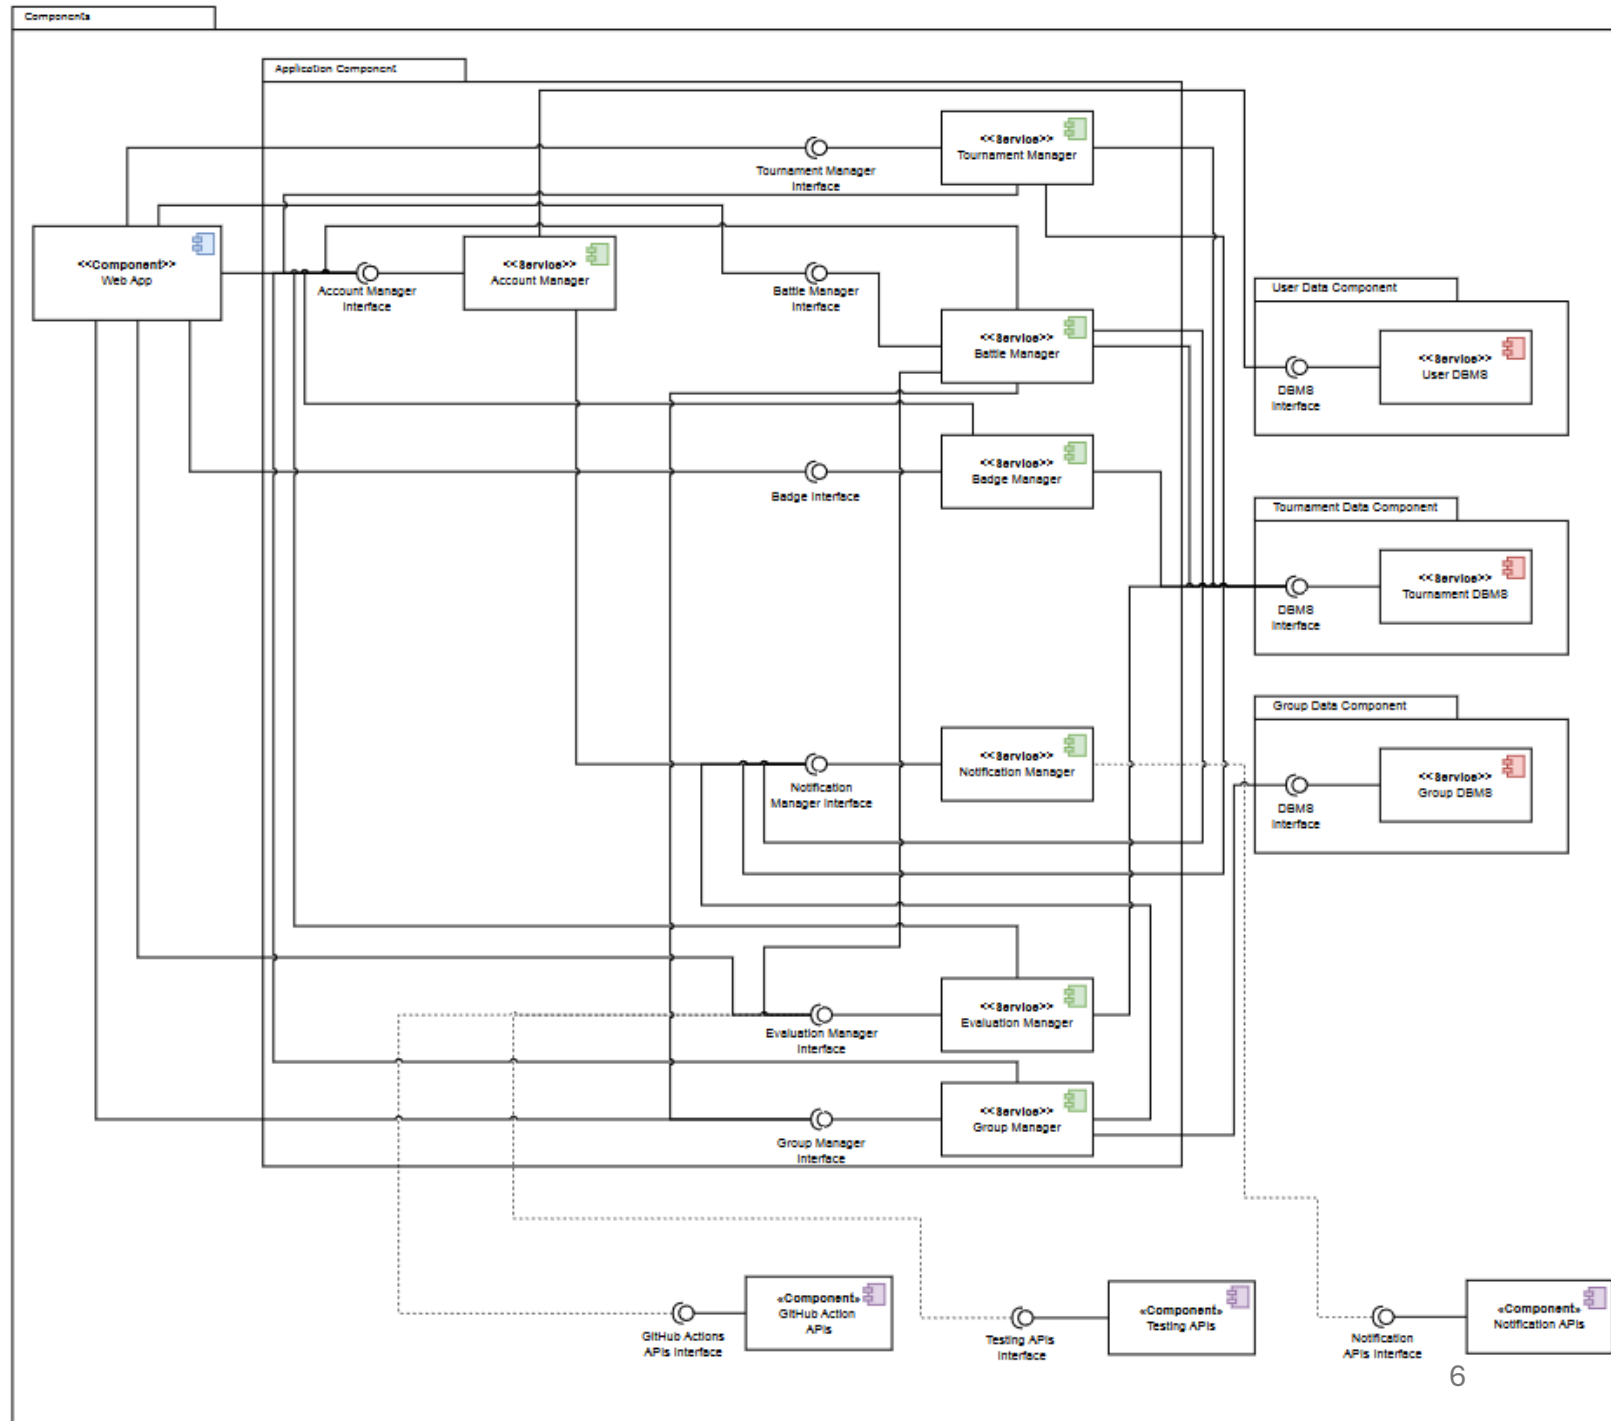 Components
Application Component
<<Service>>
Tournament Manager
Tournament Manager
Interface
<<Component>>
Web App
<<Service>>
Account Manager
Account Manager
Interface
Battle Manager
Interface
<<Service>>
Battle Manager
User Data Component
<<Service>>
User DBMS
DBMS
Interface
<<Service>>
Badge Manager
Badge Interface
Tournament Data Component
<<Service>>
Tournament DBMS
DBMS
Interface
Group Data Component
<<Service>>
Group DBMS
DBMS
Interface
<<Service>>
Notification Manager
Notification
Manager Interface
<<Service>>
Evaluation Manager
Evaluation Manager
Interface
<<Service>>
Group Manager
Group Manager
Interface
«Component»
GitHub Action
APIs
GitHub Actions
APIs Interface
«Component»
Testing APIs
Testing APIs
Interface
«Component»
Notification APIs
Notification
APIs Interface
6